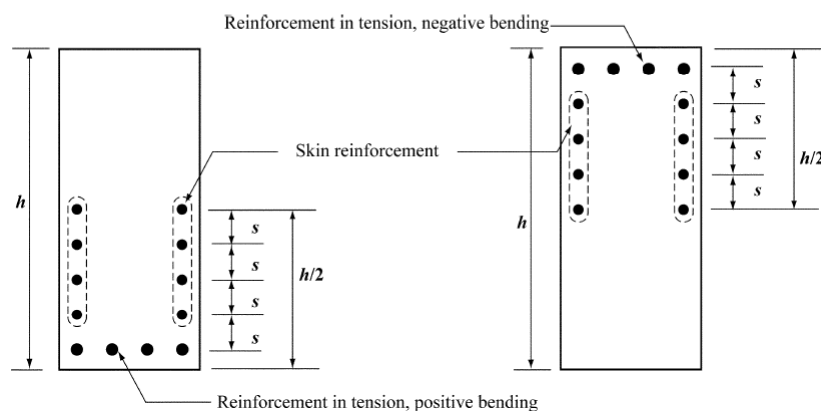 Reinforcement in tension, negative bending
h
Skin reinforcement
s
s
s
s
h/2
h
s
s
s
s
h/2
Reinforcement in tension, positive bending